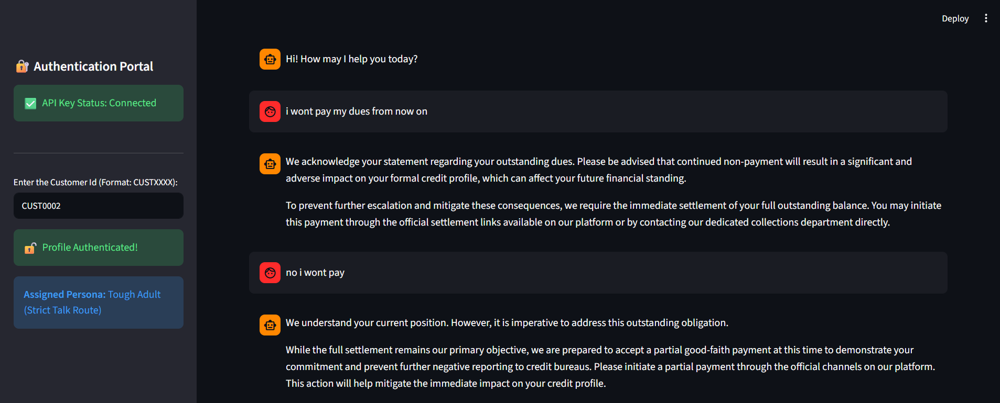 Deploy
🔐 Authentication Portal
✅ API Key Status: Connected
Enter the Customer Id (Format: CUSTXXXX):
CUST0002
🔓 Profile Authenticated!
Assigned Persona: Tough Adult
(Strict Talk Route)
Hi! How may I help you today?
i wont pay my dues from now on
We acknowledge your statement regarding your outstanding dues. Please be advised that continued non-payment will result in a significant and
adverse impact on your formal credit profile, which can affect your future financial standing.
To prevent further escalation and mitigate these consequences, we require the immediate settlement of your full outstanding balance. You may initiate
this payment through the official settlement links available on our platform or by contacting our dedicated collections department directly.
no i wont pay
We understand your current position. However, it is imperative to address this outstanding obligation.
While the full settlement remains our primary objective, we are prepared to accept a partial good-faith payment at this time to demonstrate your
commitment and prevent further negative reporting to credit bureaus. Please initiate a partial payment through the official channels on our platform.
This action will help mitigate the immediate impact on your credit profile.